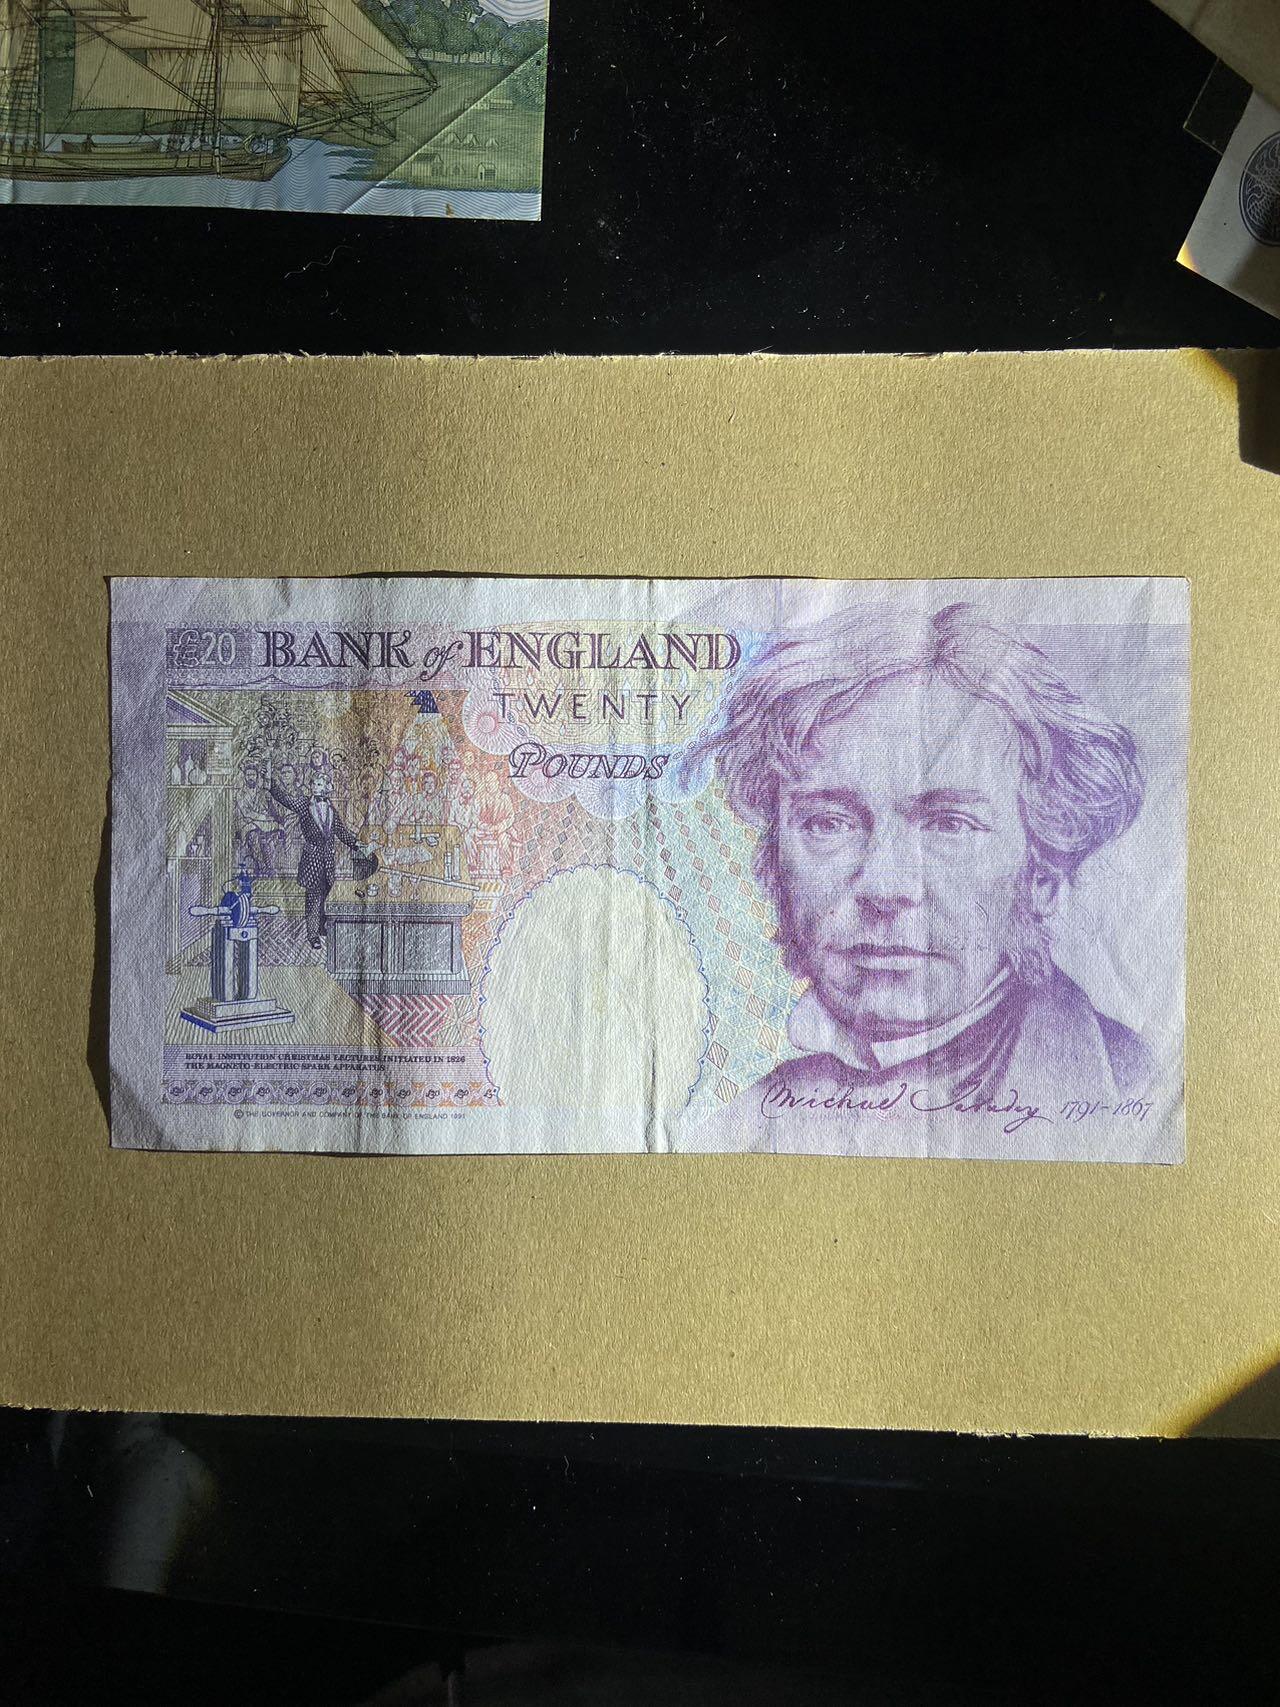 £20 BANK of ENGLAND
TWENTY
POUNDS
ROYAL INSTITUTION CHRISTMAS LECTURES INITIATED IN 1826
THE MAGNETO-ELECTRIC SPARK APPARATUS
© THE GOVERNOR AND COMPANY OF THE BANK OF ENGLAND 1991
Michael Faraday 1791-1867